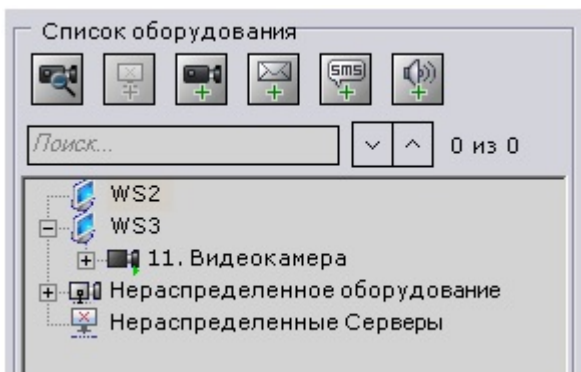 Список оборудования
sms
Поиск...
0 из 0
WS2
WS3
11. Видеокамера
Нераспределенное оборудование
Нераспределенные Серверы